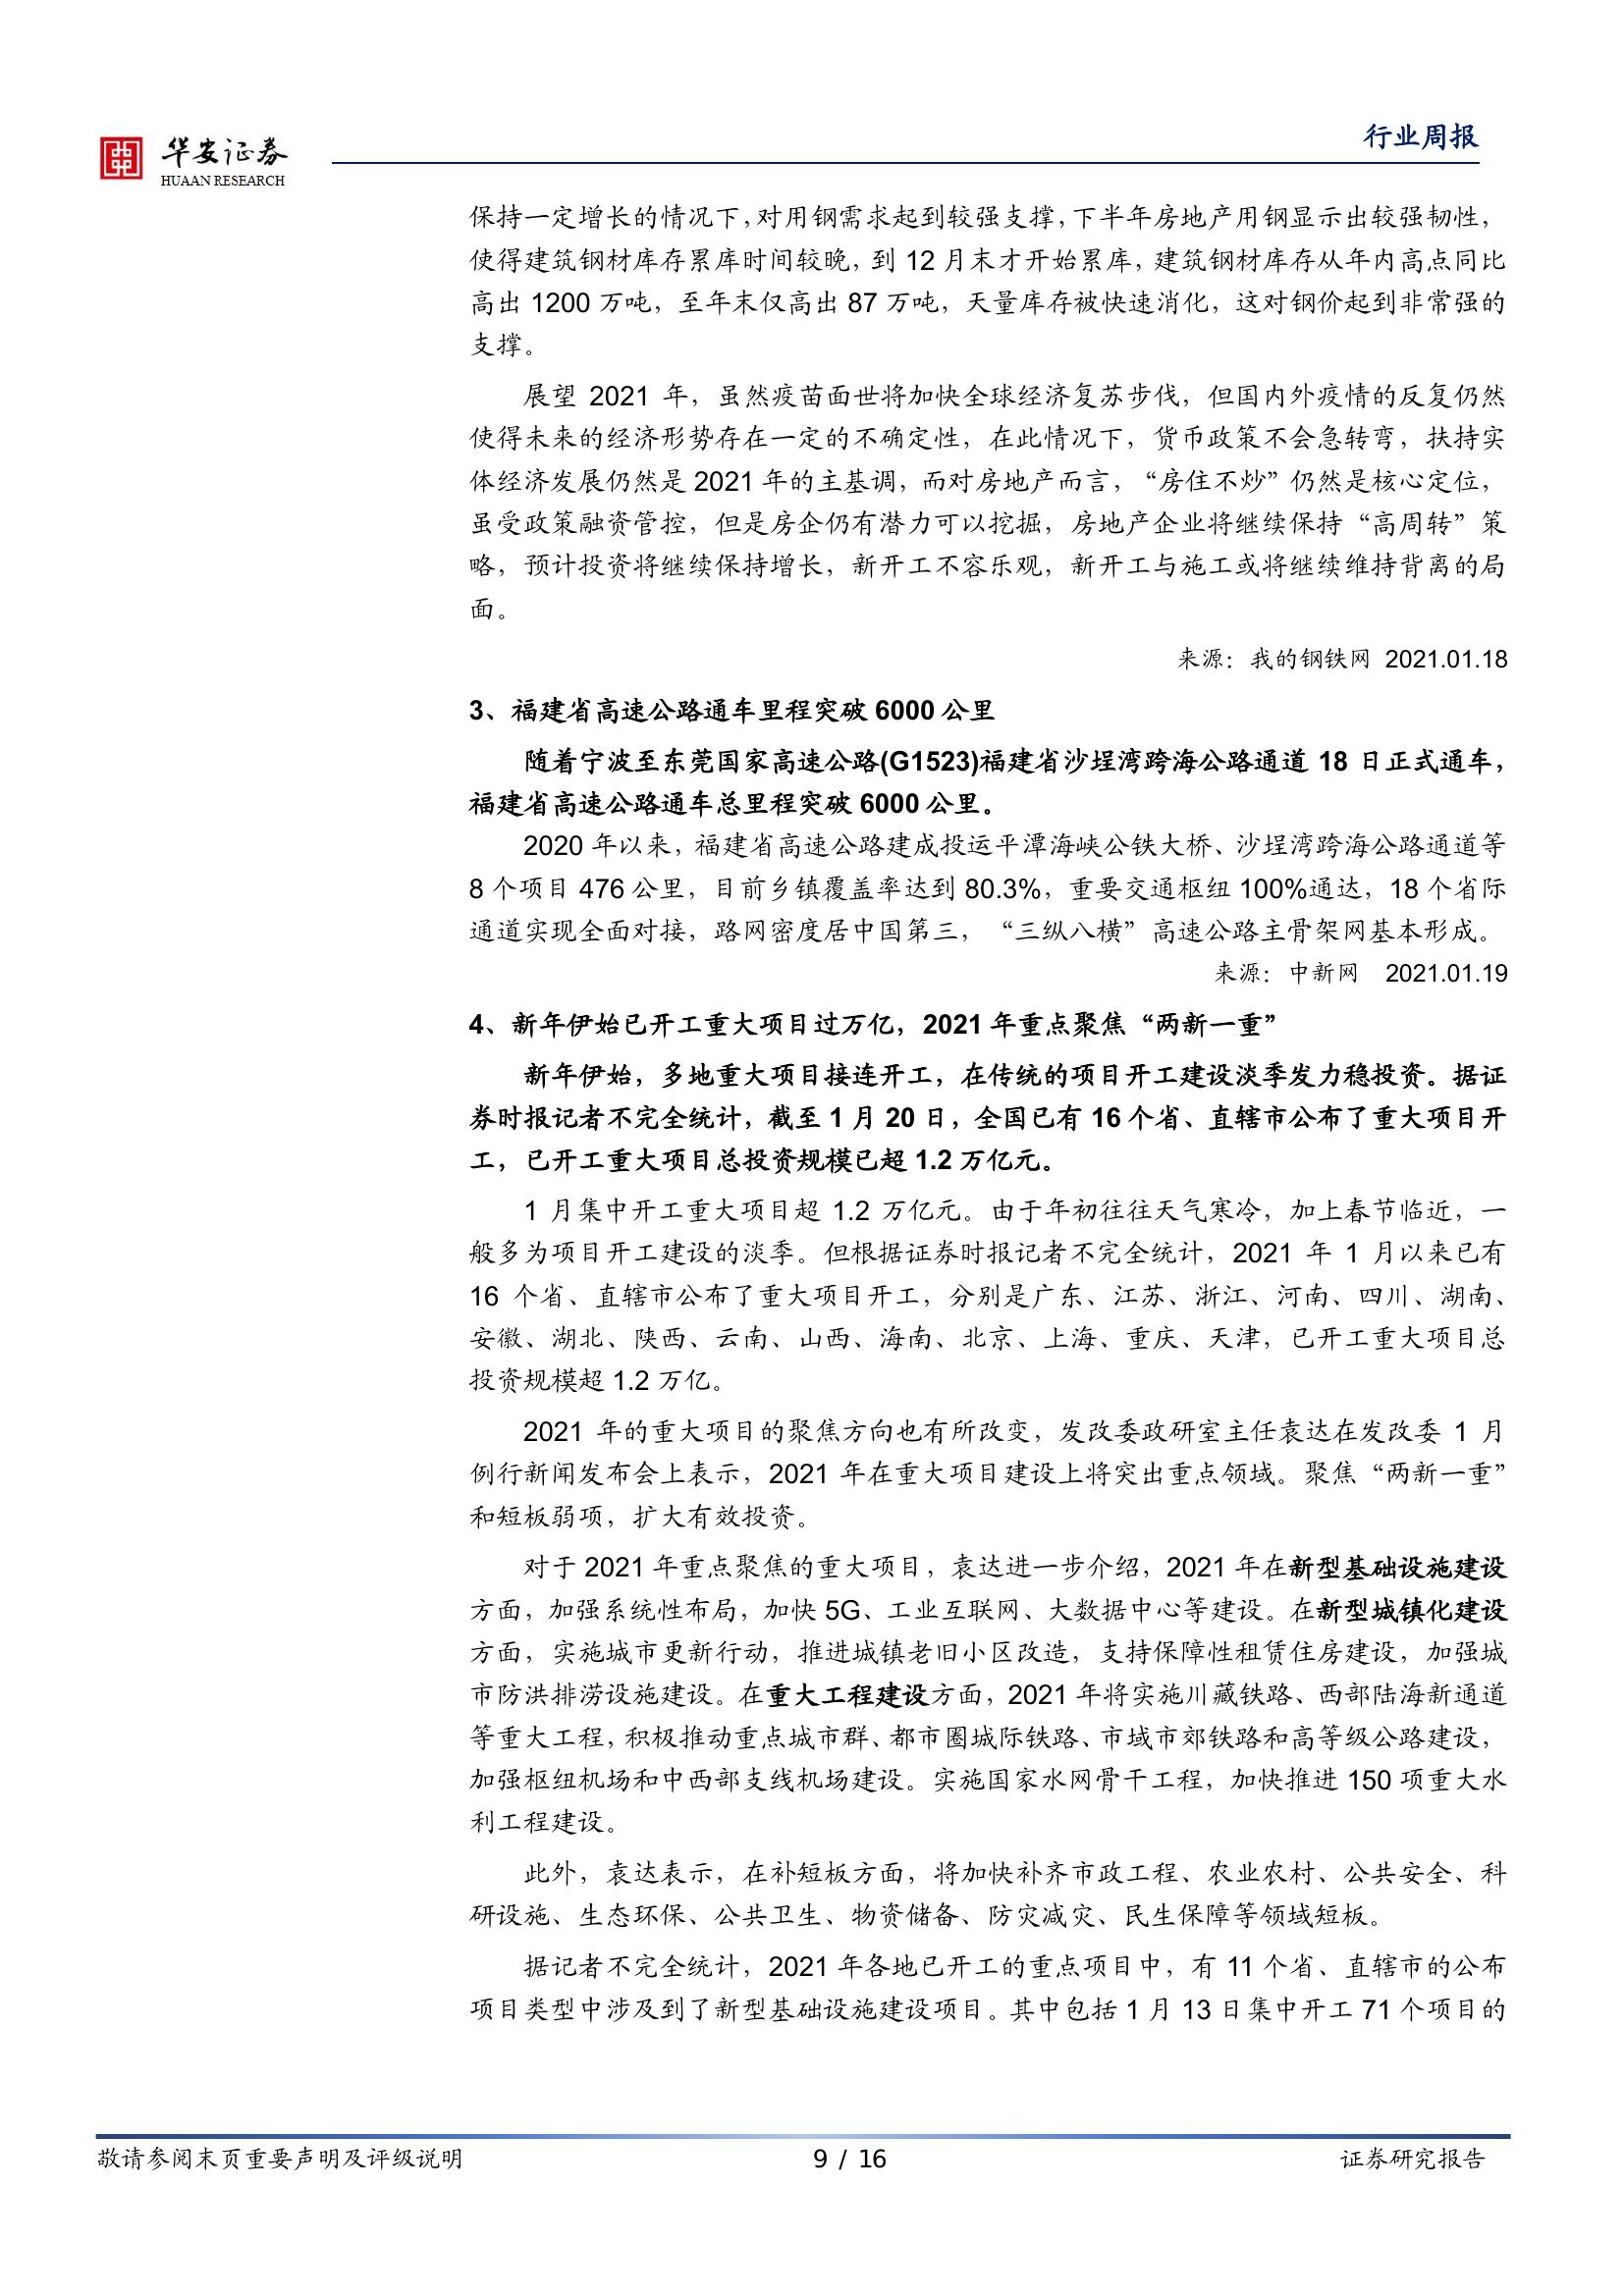 华安证券
HUAAN RESEARCH
行业周报
保持一定增长的情况下，对用钢需求起到较强支撑，下半年房地产用钢显示出较强韧性，
使得建筑钢材库存累库时间较晚，到 12 月末才开始累库，建筑钢材库存从年内高点同比
高出 1200 万吨，至年末仅高出 87 万吨，天量库存被快速消化，这对钢价起到非常强的
支撑。
展望 2021 年，虽然疫苗面世将加快全球经济复苏步伐，但国内外疫情的反复仍然
使得未来的经济形势存在一定的不确定性，在此情况下，货币政策不会急转弯，扶持实
体经济发展仍然是 2021 年的主基调，而对房地产而言，“房住不炒”仍然是核心定位，
虽受政策融资管控，但是房企仍有潜力可以挖掘，房地产企业将继续保持“高周转”策
略，预计投资将继续保持增长，新开工不容乐观，新开工与施工或将继续维持背离的局
面。
来源：我的钢铁网 2021.01.18
3、福建省高速公路通车里程突破 6000 公里
随着宁波至东莞国家高速公路(G1523)福建省沙埕湾跨海公路通道 18 日正式通车，
福建省高速公路通车总里程突破 6000 公里。
2020 年以来，福建省高速公路建成投运平潭海峡公铁大桥、沙埕湾跨海公路通道等
8 个项目 476 公里，目前乡镇覆盖率达到 80.3%，重要交通枢纽 100%通达，18 个省际
通道实现全面对接，路网密度居中国第三，“三纵八横”高速公路主骨架网基本形成。
来源：中新网 2021.01.19
4、新年伊始已开工重大项目过万亿，2021 年重点聚焦“两新一重”
新年伊始，多地重大项目接连开工，在传统的项目开工建设淡季发力稳投资。据证
券时报记者不完全统计，截至 1 月 20 日，全国已有 16 个省、直辖市公布了重大项目开
工，已开工重大项目总投资规模已超 1.2 万亿元。
1 月集中开工重大项目超 1.2 万亿元。由于年初往往天气寒冷，加上春节临近，一
般多为项目开工建设的淡季。但根据证券时报记者不完全统计，2021 年 1 月以来已有
16 个省、直辖市公布了重大项目开工，分别是广东、江苏、浙江、河南、四川、湖南、
安徽、湖北、陕西、云南、山西、海南、北京、上海、重庆、天津，已开工重大项目总
投资规模超 1.2 万亿。
2021 年的重大项目的聚焦方向也有所改变，发改委政研室主任袁达在发改委 1 月
例行新闻发布会上表示，2021 年在重大项目建设上将突出重点领域。聚焦“两新一重”
和短板弱项，扩大有效投资。
对于 2021 年重点聚焦的重大项目，袁达进一步介绍，2021 年在新型基础设施建设
方面，加强系统性布局，加快 5G、工业互联网、大数据中心等建设。在新型城镇化建设
方面，实施城市更新行动，推进城镇老旧小区改造，支持保障性租赁住房建设，加强城
市防洪排涝设施建设。在重大工程建设方面，2021 年将实施川藏铁路、西部陆海新通道
等重大工程，积极推动重点城市群、都市圈城际铁路、市域市郊铁路和高等级公路建设，
加强枢纽机场和中西部支线机场建设。实施国家水网骨干工程，加快推进 150 项重大水
利工程建设。
此外，袁达表示，在补短板方面，将加快补齐市政工程、农业农村、公共安全、科
研设施、生态环保、公共卫生、物资储备、防灾减灾、民生保障等领域短板。
据记者不完全统计，2021 年各地已开工的重点项目中，有 11 个省、直辖市的公布
项目类型中涉及到了新型基础设施建设项目。其中包括 1 月 13 日集中开工 71 个项目的
敬请参阅末页重要声明及评级说明
9 / 16
证券研究报告